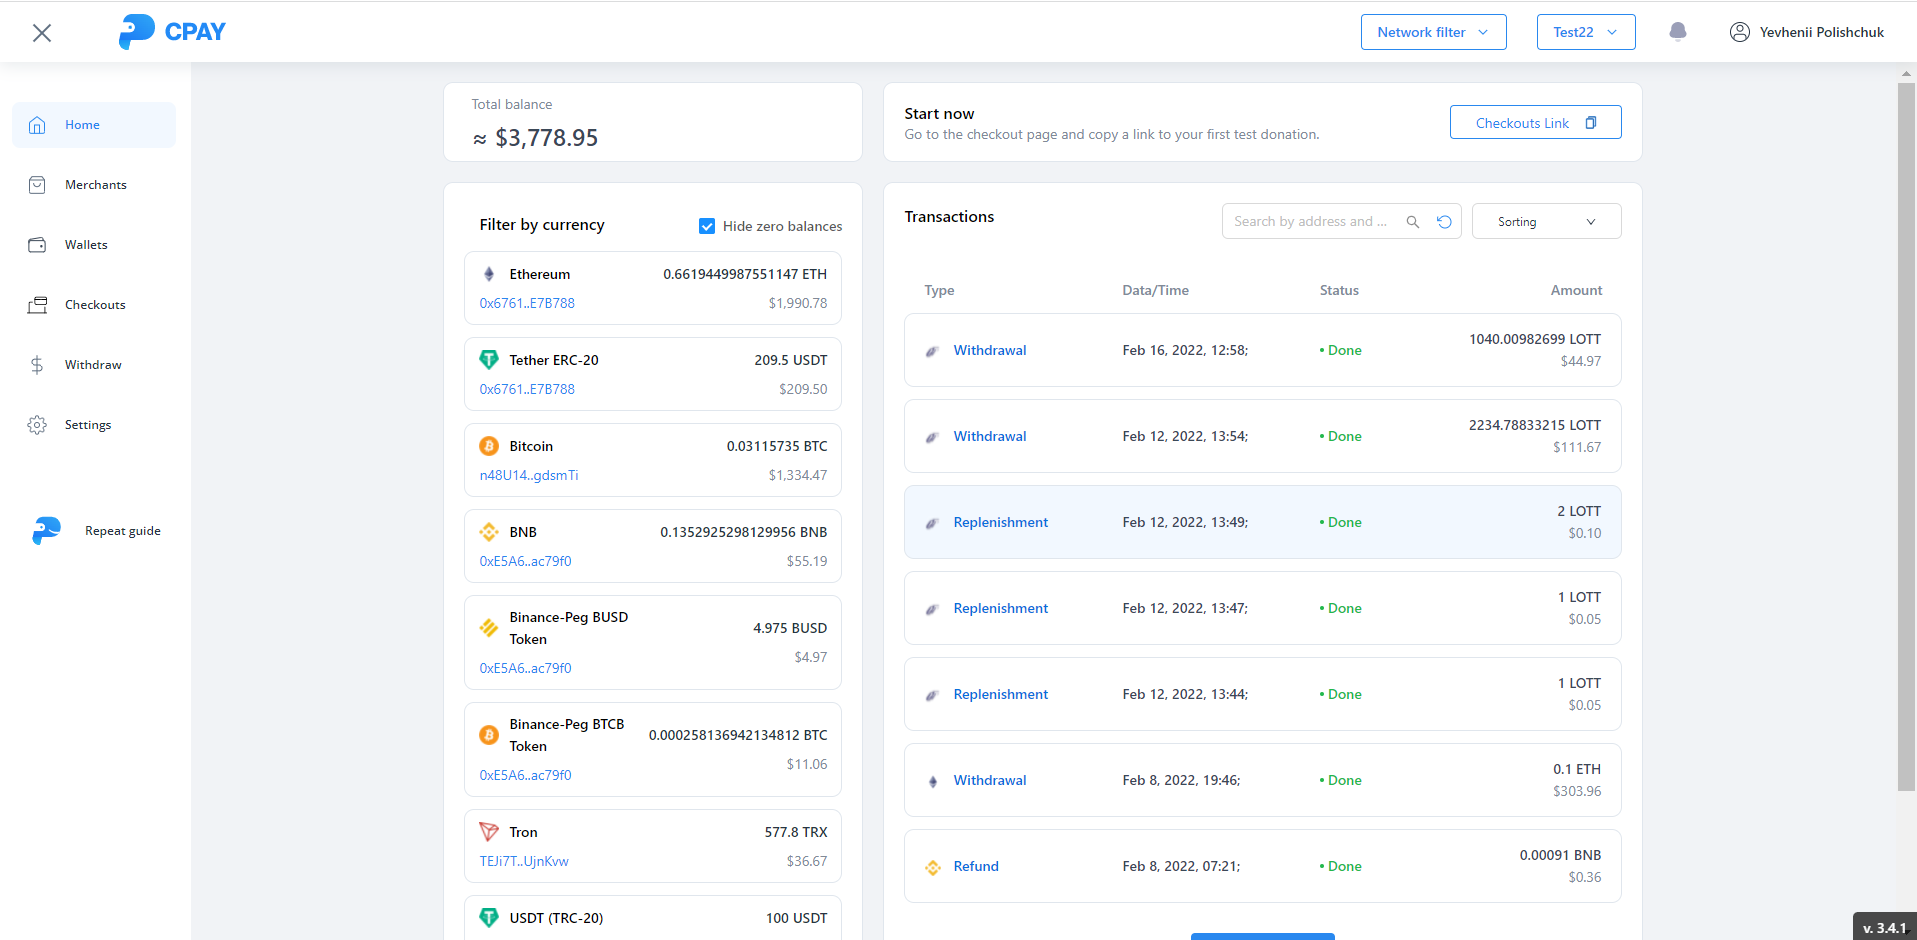 CPAY
Network filter
Test22
Yevhenii Polishchuk
Home
Merchants
Wallets
Checkouts
Withdraw
Settings
Repeat guide
Total balance
≈ $3,778.95
Start now
Go to the checkout page and copy a link to your first test donation.
Checkouts Link
Filter by currency
Hide zero balances
Ethereum 0.6619449987551147 ETH
0x6761..E7B788 $1,990.78
Tether ERC-20 209.5 USDT
0x6761..E7B788 $209.50
Bitcoin 0.03115735 BTC
n48U14..gdsmTi $1,334.47
BNB 0.1352925298129956 BNB
0xE5A6..ac79f0 $55.19
Binance-Peg BUSD
Token
4.975 BUSD
0xE5A6..ac79f0 $4.97
Binance-Peg BTCB
Token
0.000258136942134812 BTC
0xE5A6..ac79f0 $11.06
Tron 577.8 TRX
TEJi7T..UjnKvw $36.67
USDT (TRC-20) 100 USDT
Transactions
Search by address and ...
Sorting
Type Data/Time Status Amount
Withdrawal Feb 16, 2022, 12:58; • Done 1040.00982699 LOTT
$44.97
Withdrawal Feb 12, 2022, 13:54; • Done 2234.78833215 LOTT
$111.67
Replenishment Feb 12, 2022, 13:49; • Done 2 LOTT
$0.10
Replenishment Feb 12, 2022, 13:47; • Done 1 LOTT
$0.05
Replenishment Feb 12, 2022, 13:44; • Done 1 LOTT
$0.05
Withdrawal Feb 8, 2022, 19:46; • Done 0.1 ETH
$303.96
Refund Feb 8, 2022, 07:21; • Done 0.00091 BNB
$0.36
v. 3.4.1